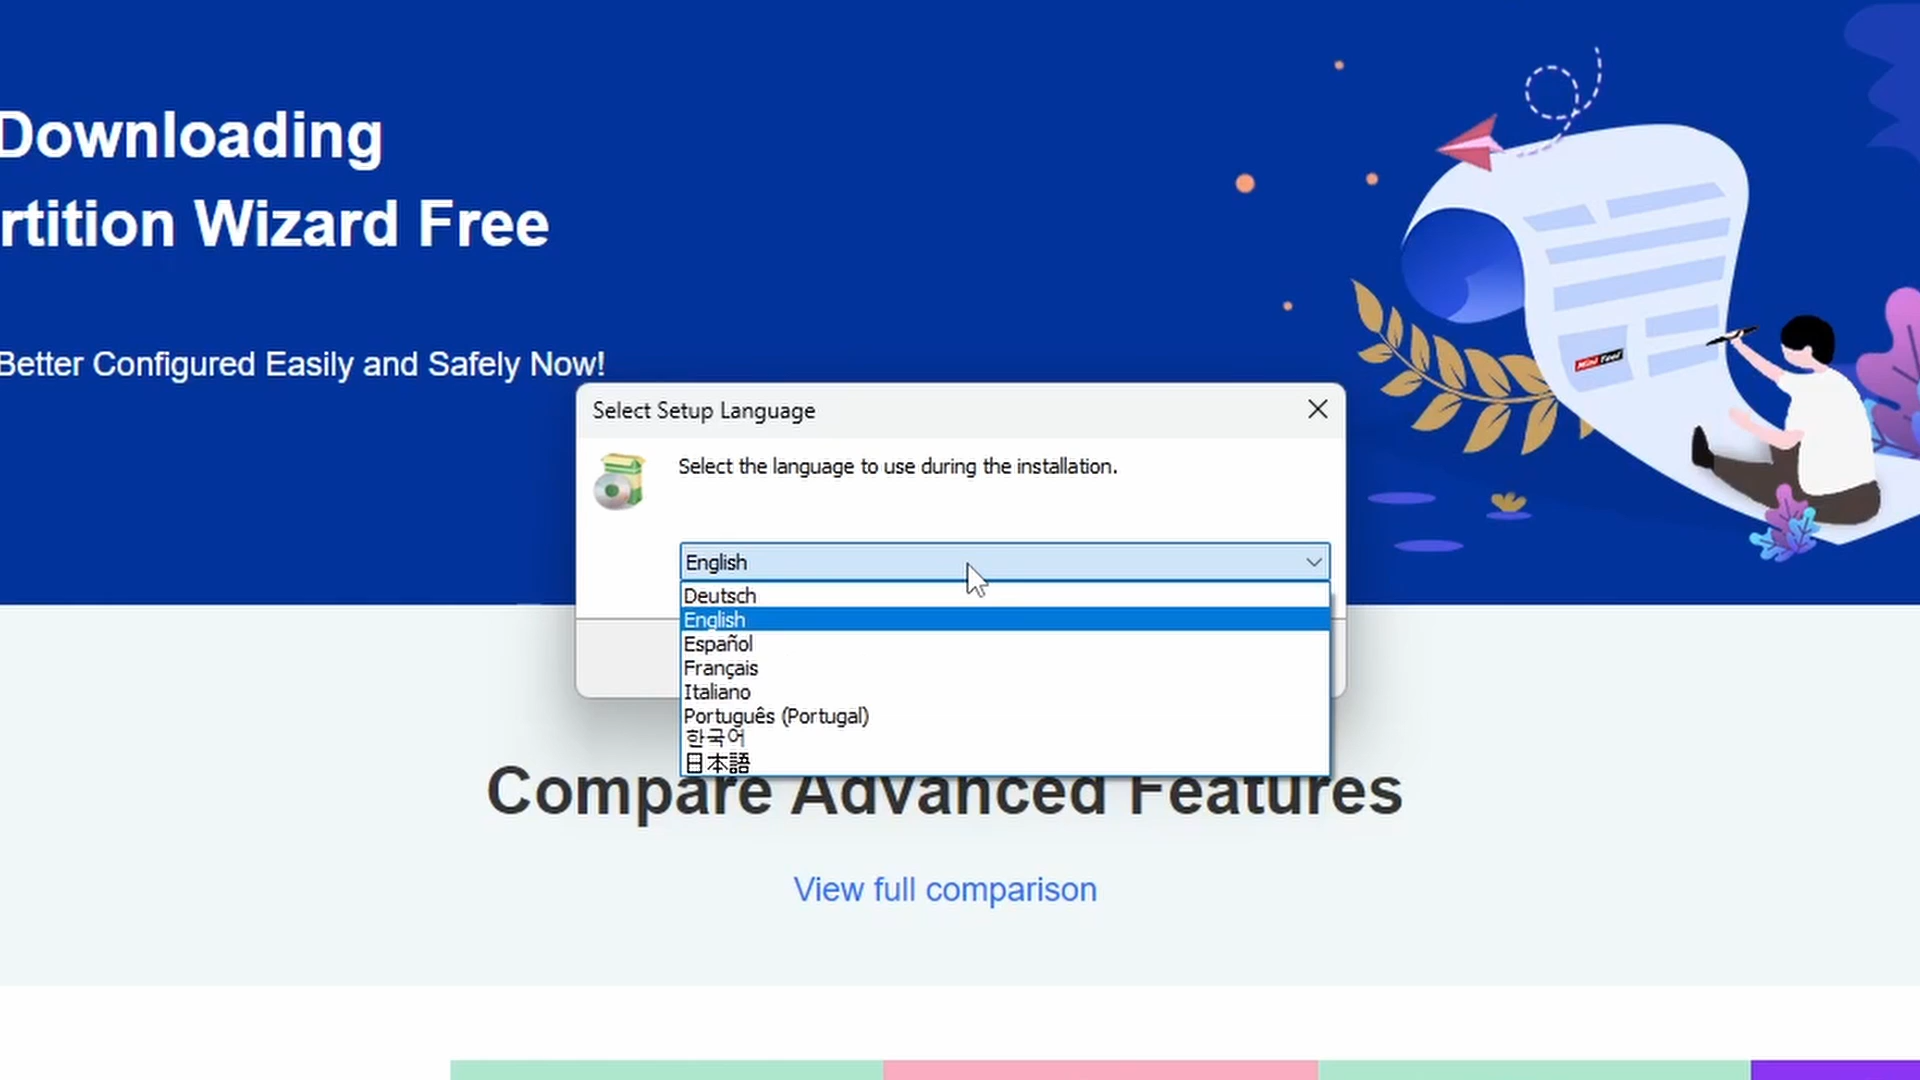 Downloading
rtition Wizard Free
Better Configured Easily and Safely Now!
Mini Tool
Select Setup Language
Select the language to use during the installation.
English
Deutsch
English
Español
Français
Italiano
Português (Portugal)
한국어
日本語
Compare Advanced Features
View full comparison